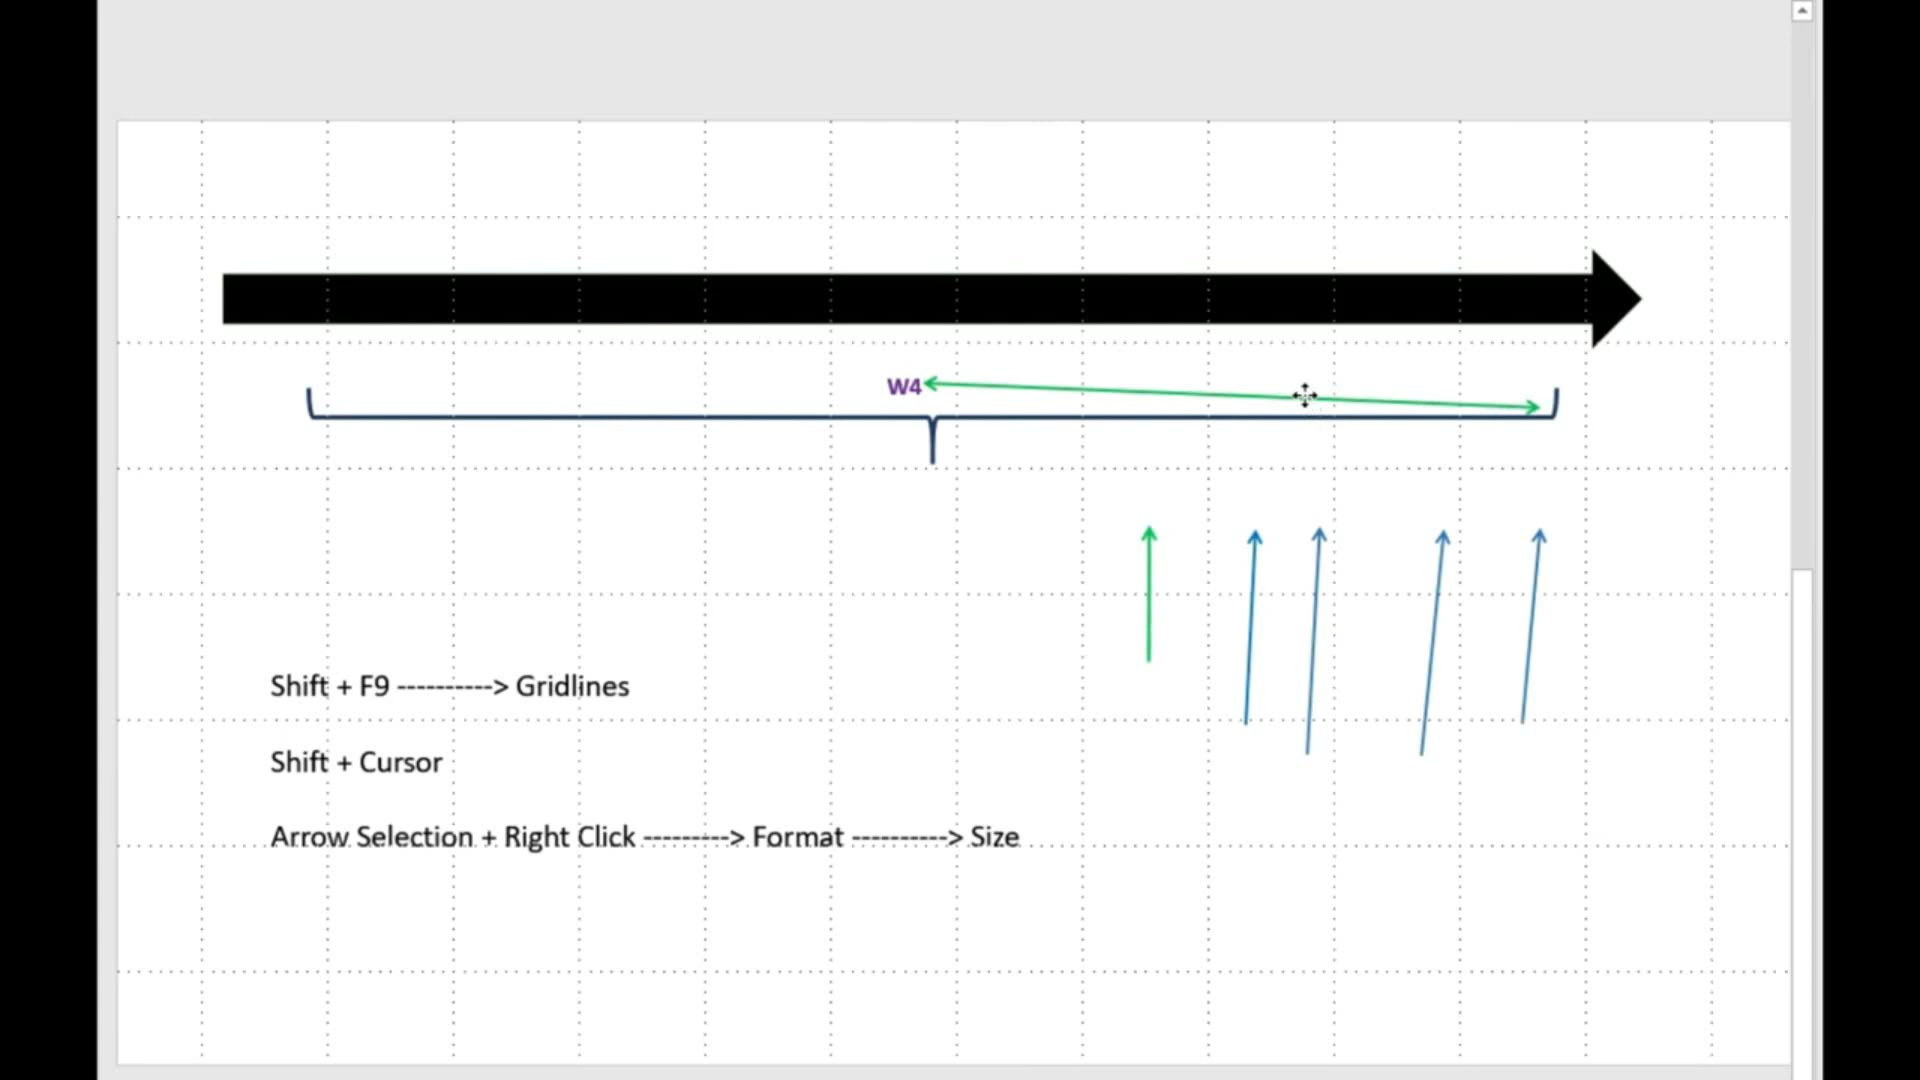 W4
Shift + F9 ----------> Gridlines
Shift + Cursor
Arrow Selection + Right Click ---------> Format ----------> Size